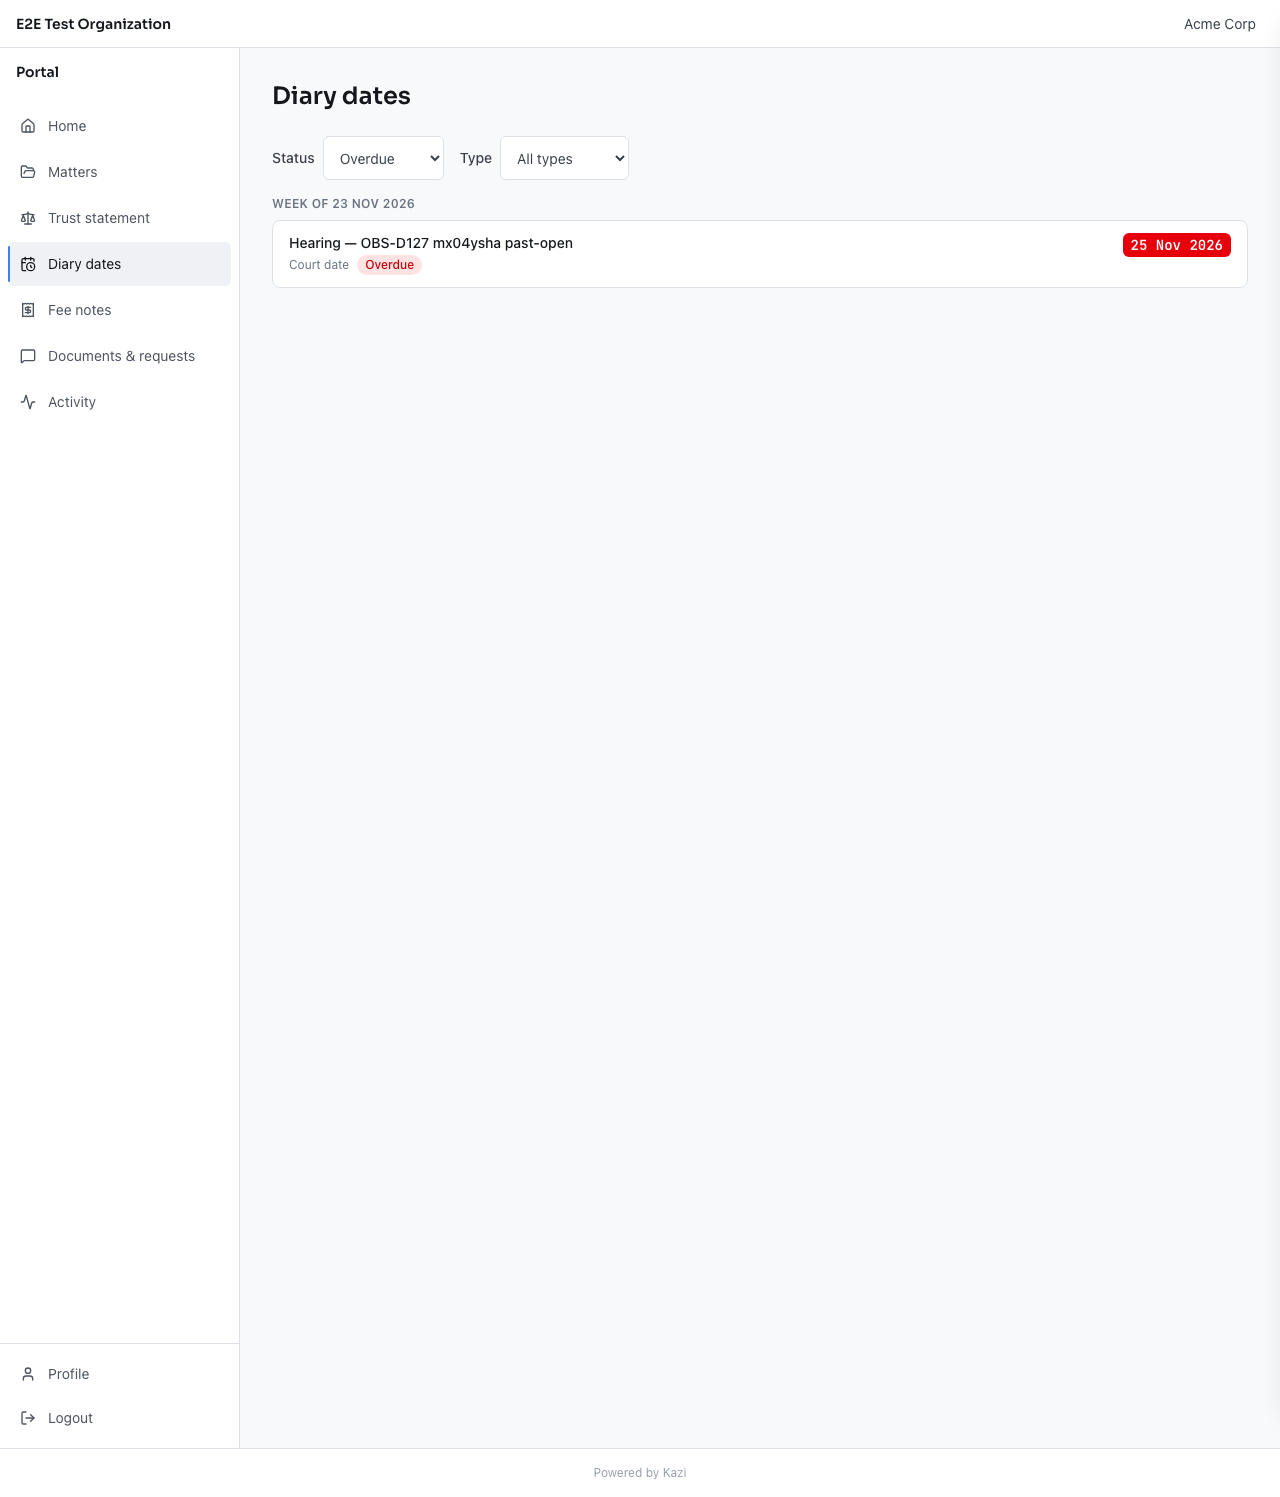 E2E Test Organization
Acme Corp
Portal
Home
Matters
Trust statement
Diary dates
Fee notes
Documents & requests
Activity
Profile
Logout
Diary dates
Status Overdue Type All types
WEEK OF 23 NOV 2026
Hearing — OBS-D127 mx04ysha past-open
25 Nov 2026
Court date Overdue
Powered by Kazi